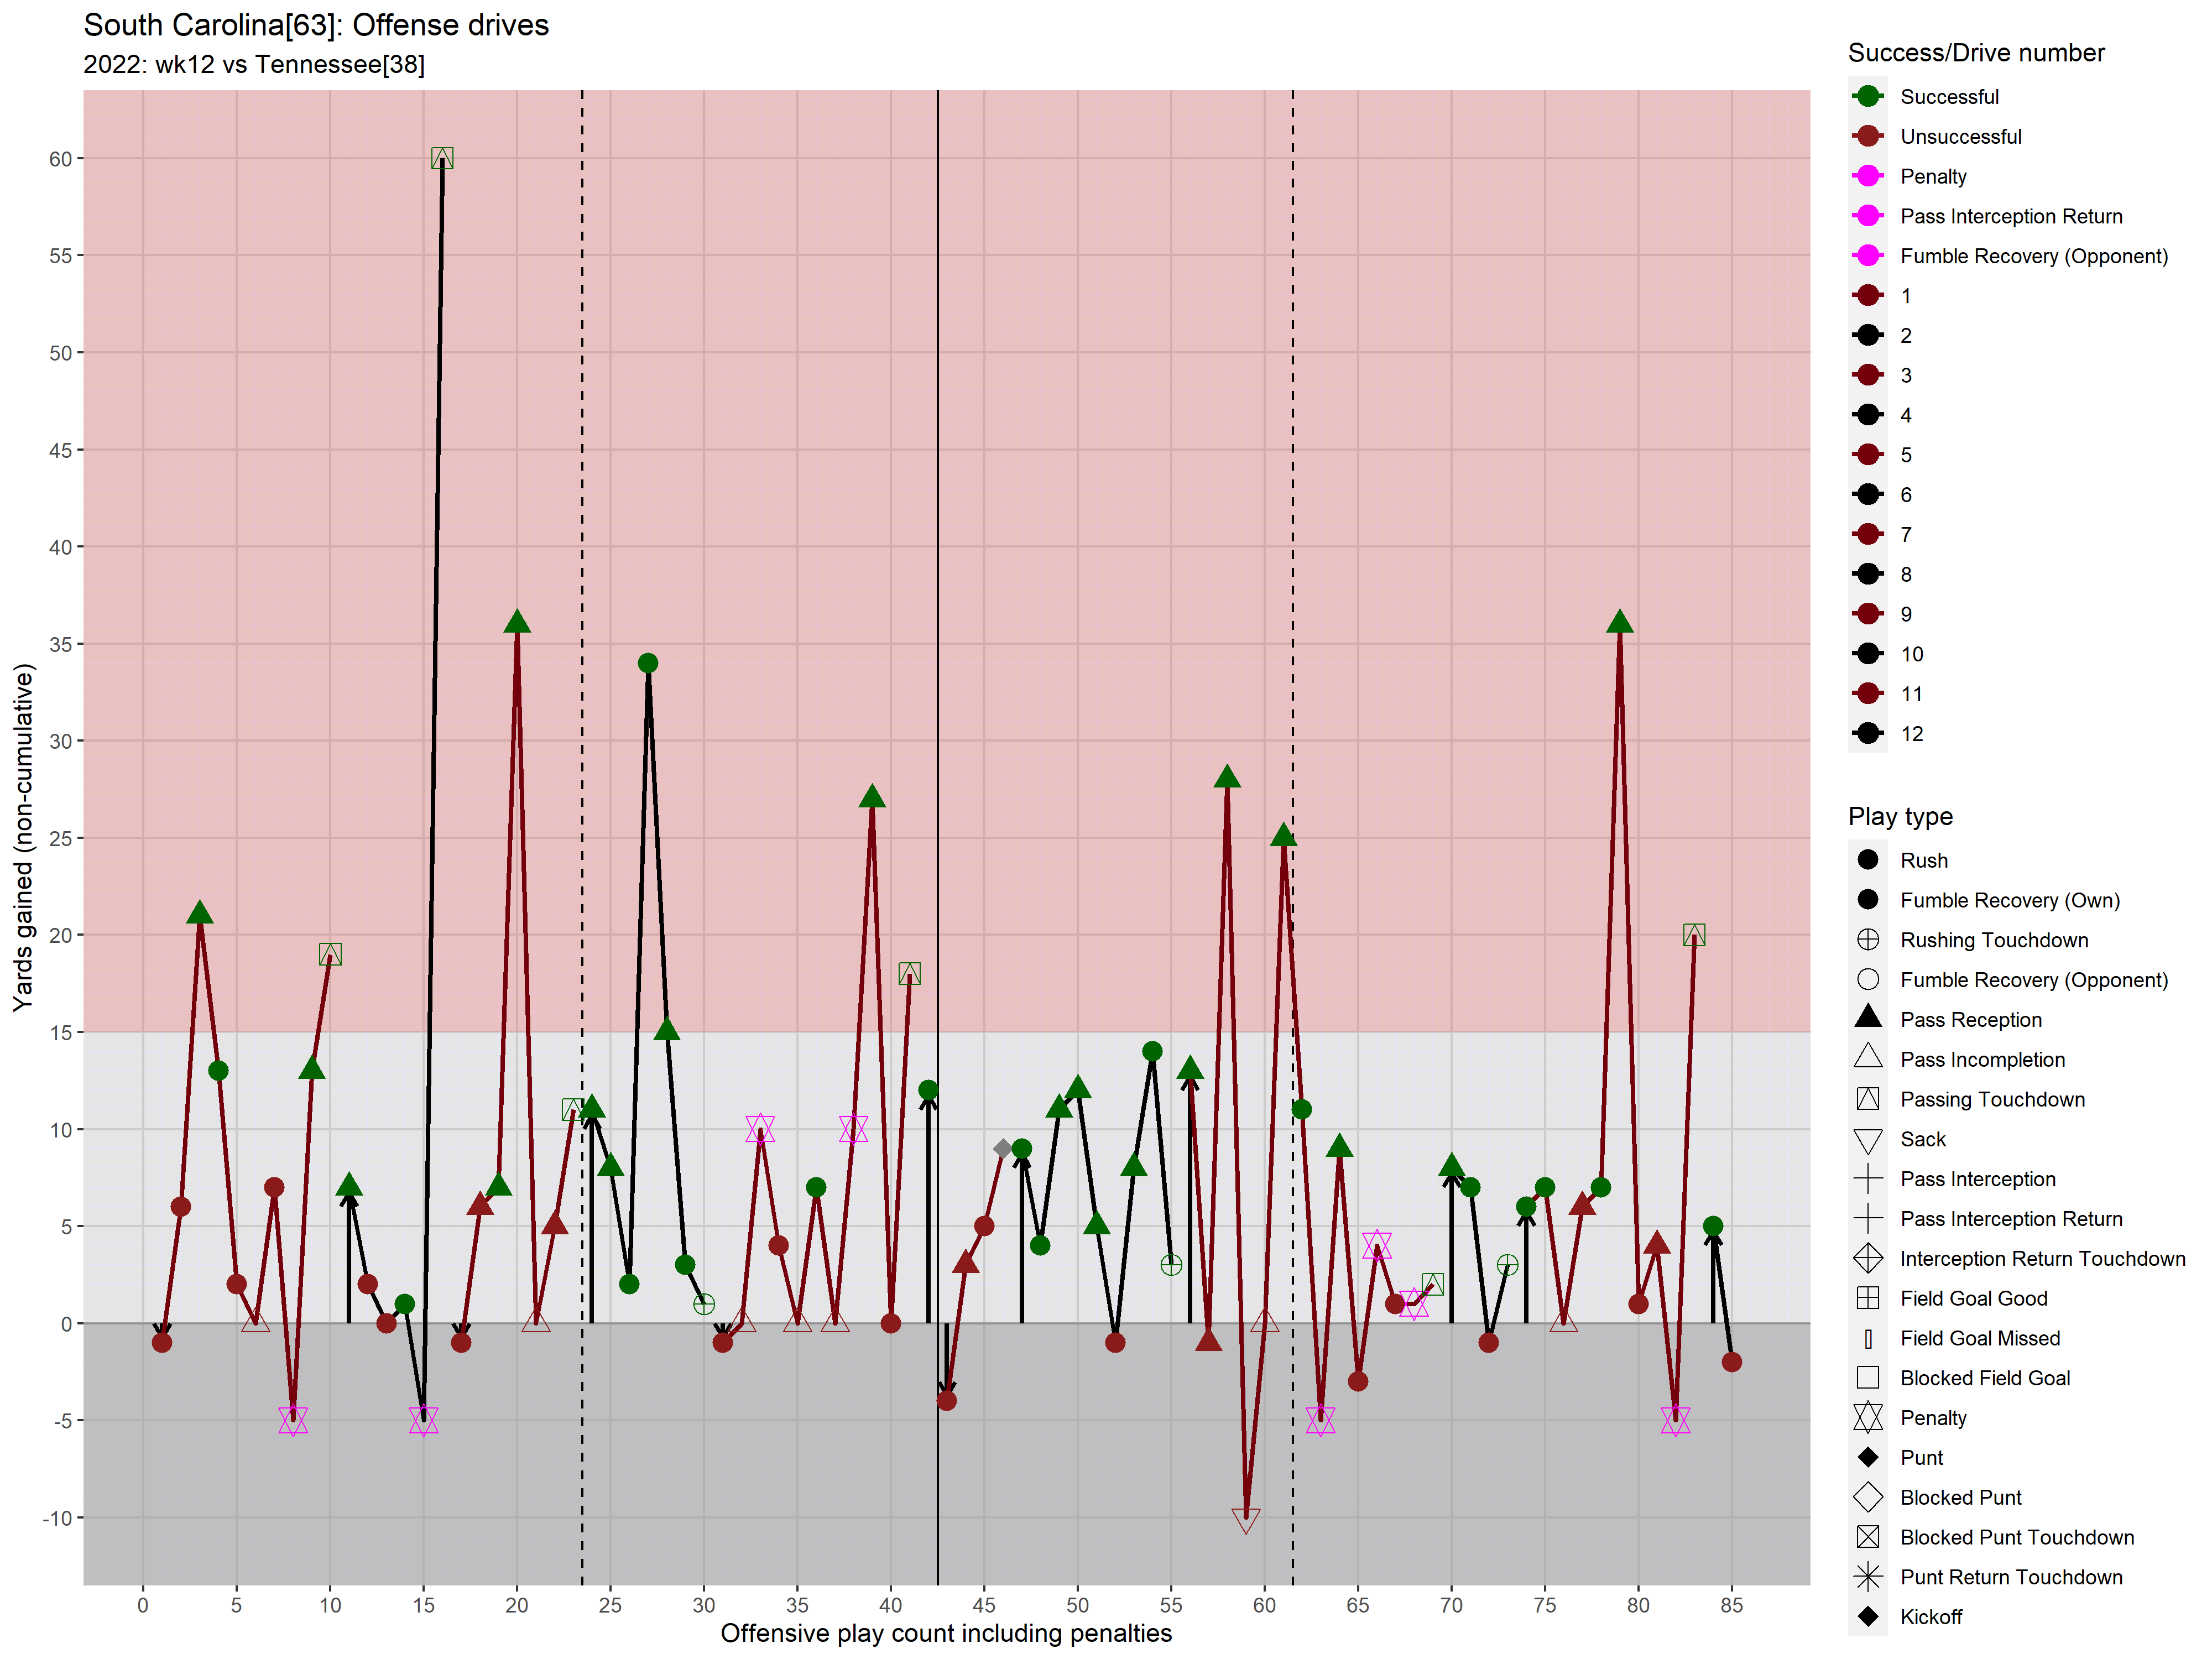 South Carolina[63]: Offense drives
2022: wk12 vs Tennessee[38]
Yards gained (non-cumulative)
60
55
50
45
40
35
30
25
20
15
10
5
0
-5
-10
0 5 10 15 20 25 30 35 40 45 50 55 60 65 70 75 80 85
Offensive play count including penalties
Success/Drive number
Successful
Unsuccessful
Penalty
Pass Interception Return
Fumble Recovery (Opponent)
1
2
3
4
5
6
7
8
9
10
11
12
Play type
Rush
Fumble Recovery (Own)
Rushing Touchdown
Fumble Recovery (Opponent)
Pass Reception
Pass Incompletion
Passing Touchdown
Sack
Pass Interception
Pass Interception Return
Interception Return Touchdown
Field Goal Good
Field Goal Missed
Blocked Field Goal
Penalty
Punt
Blocked Punt
Blocked Punt Touchdown
Punt Return Touchdown
Kickoff